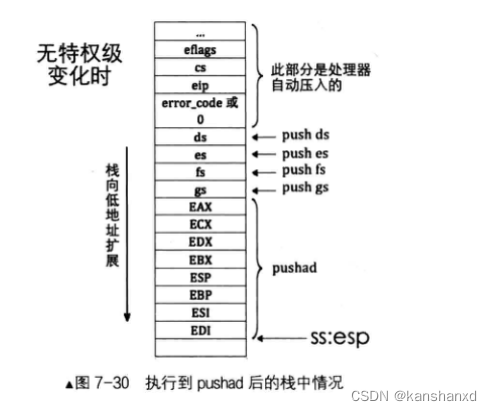 无特权级
变化时
...
eflags
cs
eip
error_code 或
0
此部分是处理器
自动压入的
ds
push ds
es
push es
fs
push fs
gs
push gs
栈向低地址扩展
EAX
ECX
EDX
EBX
ESP
EBP
ESI
EDI
pushad
ss:esp
▲图 7-30 执行到 pushad 后的栈中情况
CSDN @kanshanxd